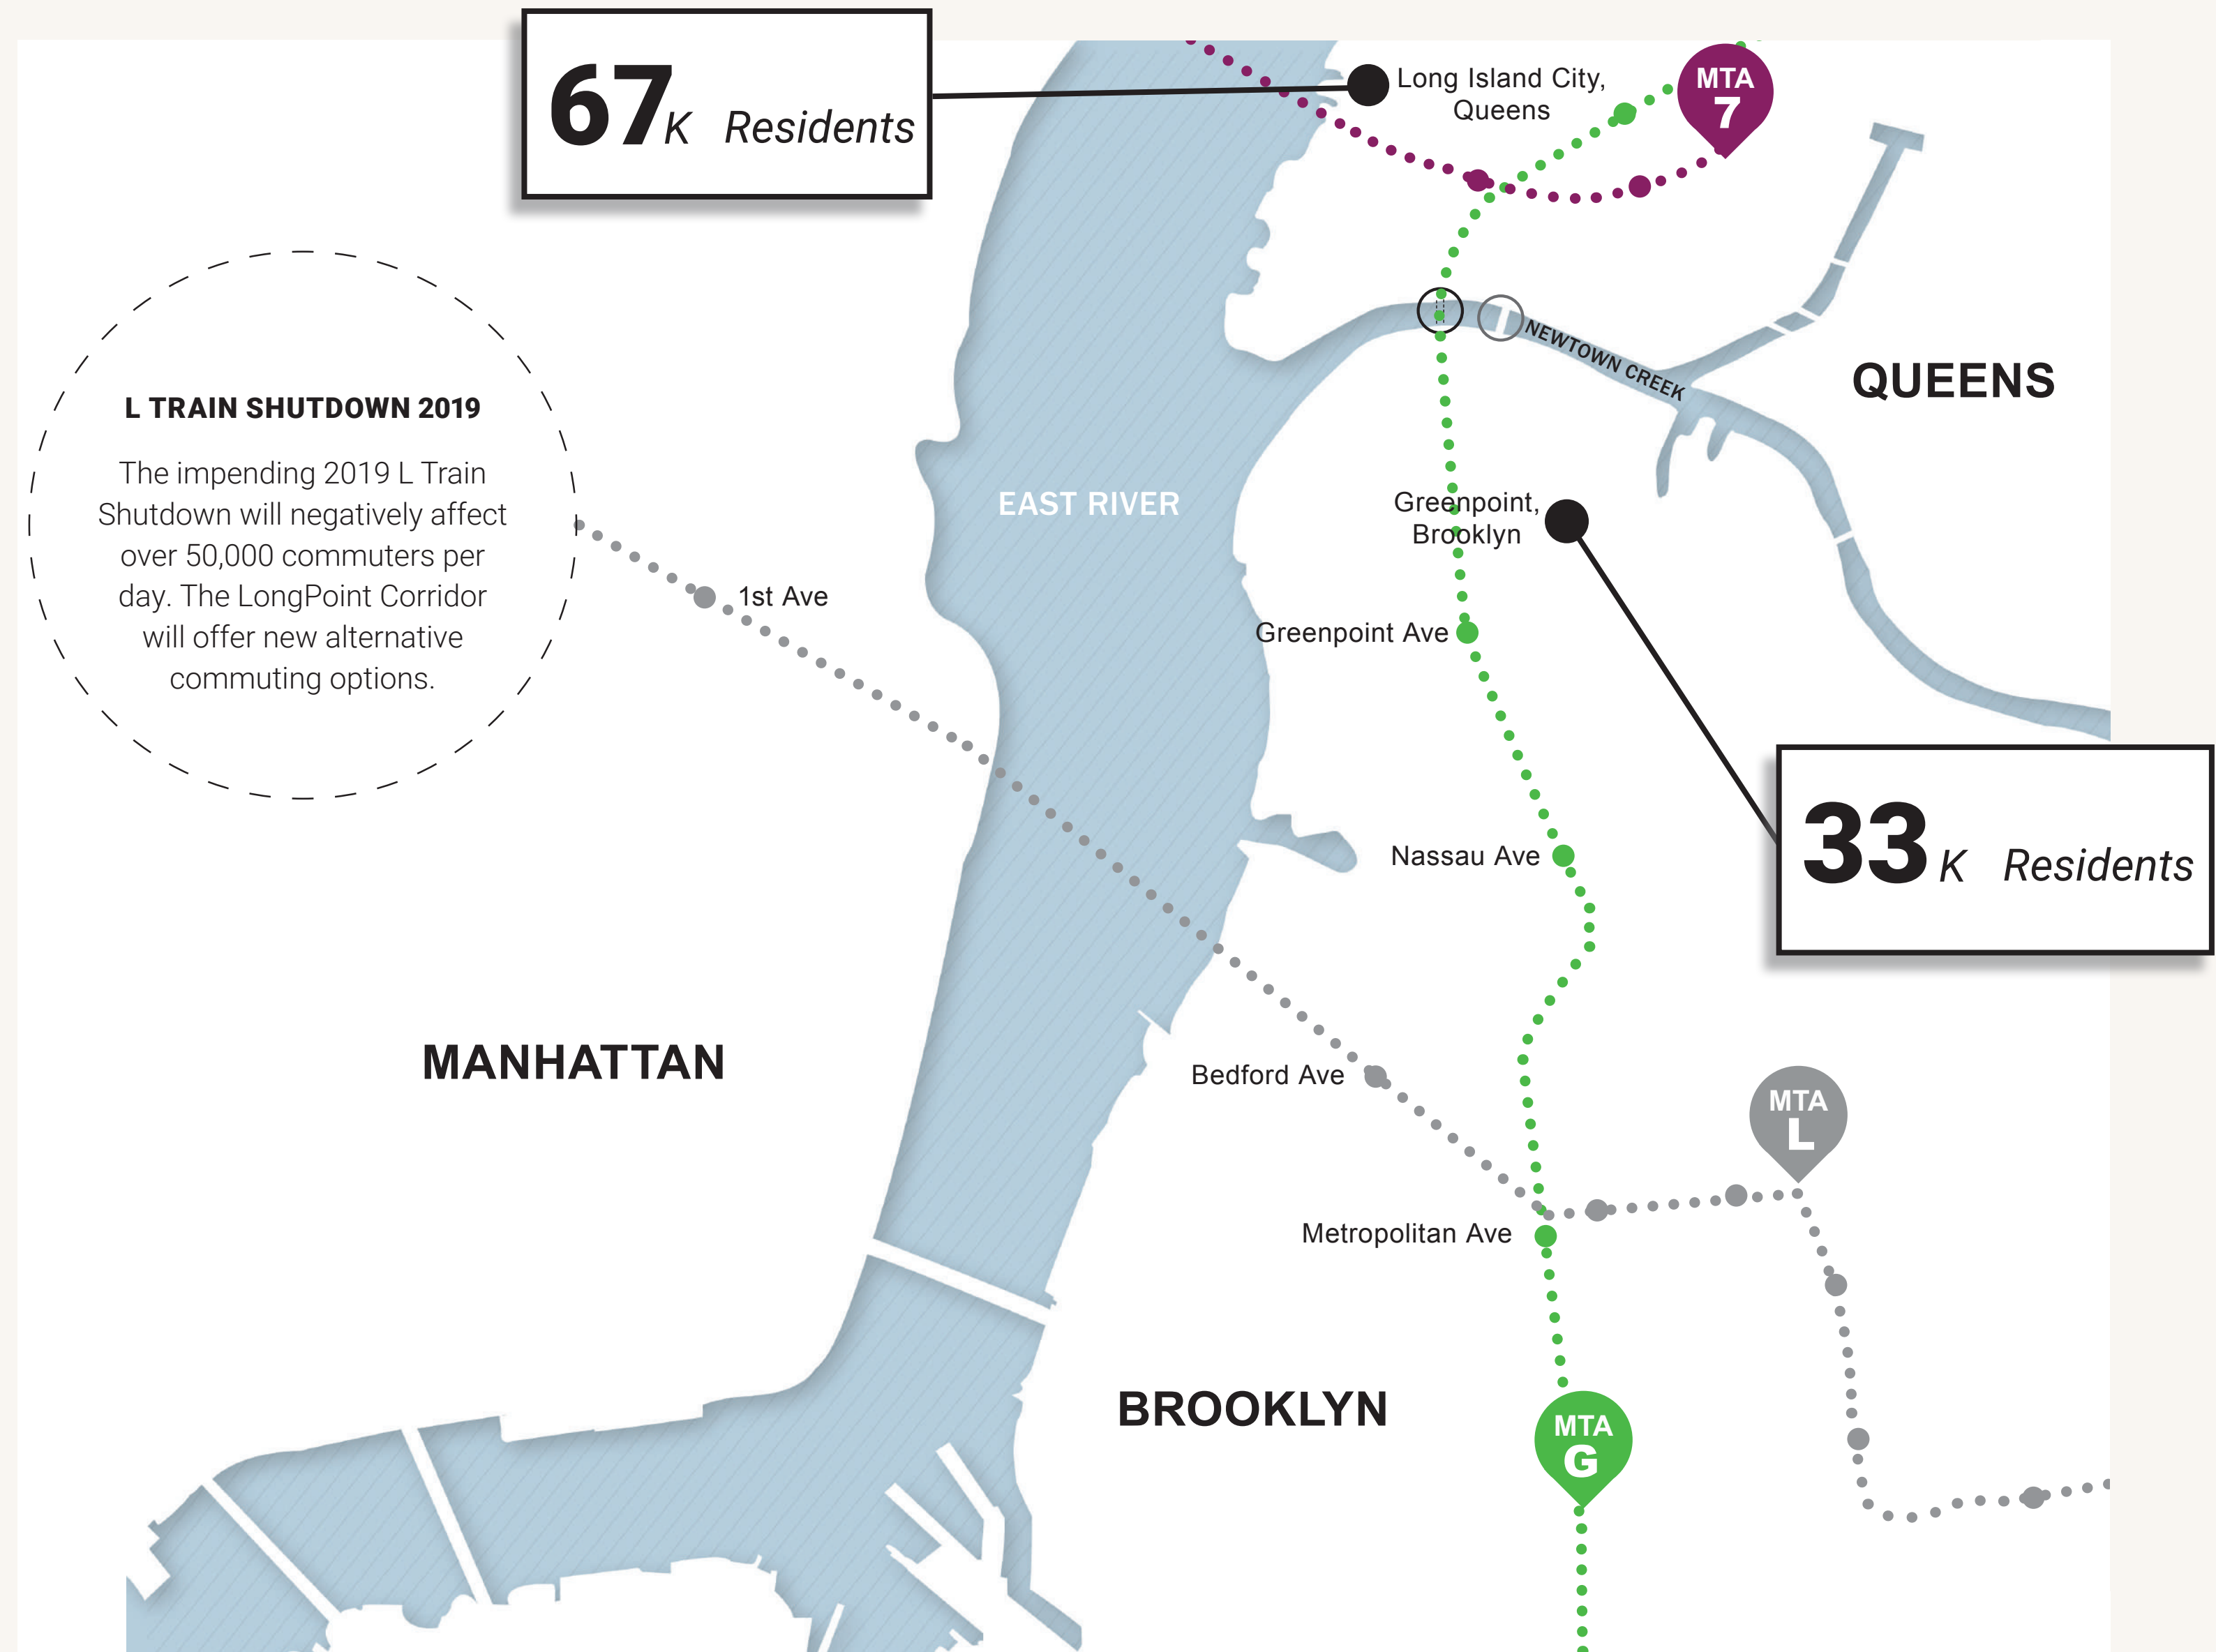 67K Residents
Long Island City,
Queens
MTA
7
NEWTOWN CREEK
QUEENS
L TRAIN SHUTDOWN 2019
The impending 2019 L Train
Shutdown will negatively affect
over 50,000 commuters per
day. The LongPoint Corridor
will offer new alternative
commuting options.
EAST RIVER
Greenpoint,
Brooklyn
1st Ave
Greenpoint Ave
33K Residents
Nassau Ave
MANHATTAN
Bedford Ave
MTA
L
Metropolitan Ave
BROOKLYN
MTA
G